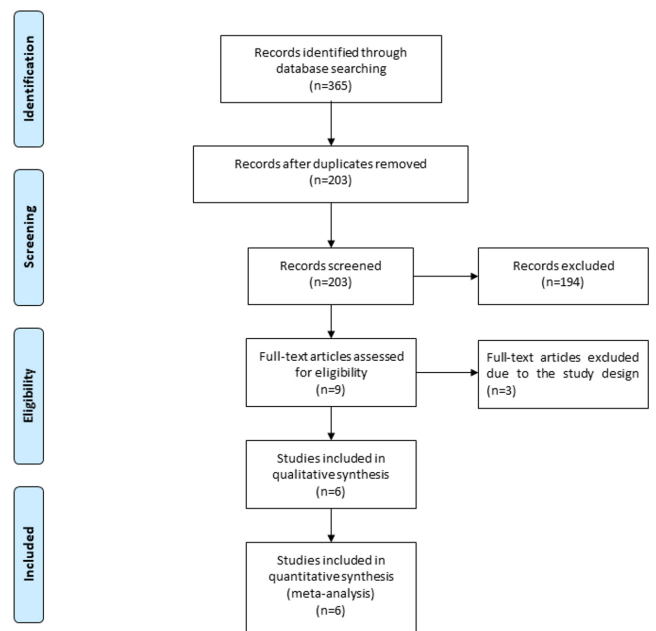 Identification
Records identified through
database searching
(n=365)
Records after duplicates removed
(n=203)
Screening
Records screened
(n=203)
Records excluded
(n=194)
Eligibility
Full-text articles assessed
for eligibility
(n=9)
Full-text articles excluded
due to the study design
(n=3)
Studies included in
qualitative synthesis
(n=6)
Included
Studies included in
quantitative synthesis
(meta-analysis)
(n=6)